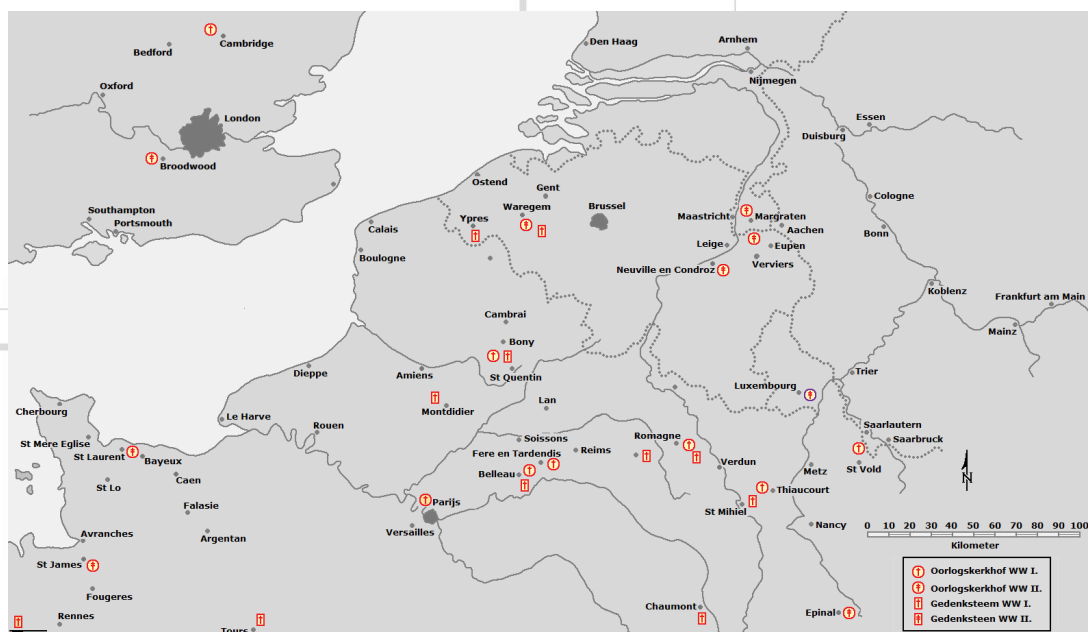 Cambridge
Bedford
Den Haag
Arnhem
Nijmegen
Oxford
London
Essen
Duisburg
Broodwood
Ostend
Gent
Cologne
Waregem
Brussel
Southampton
Ypres
Maastricht
Margraten
Portsmouth
Calais
Aachen
Bonn
Leige
Eupen
Boulogne
Verviers
Neuville en Condroz
Koblenz
Frankfurt am Main
Cambrai
Mainz
Bony
Dieppe
Amiens
St Quentin
Trier
Luxembourg
Cherbourg
Montdidier
Lan
Le Harve
Rouen
Saarlautern
St Mere Eglise
Soissons
Romagne
Saarbruck
St Laurent
Bayeux
Fere en Tardendis
Reims
Verdun
Metz
St Vold
Belleau
Caen
St Lo
Thiaucourt
Parijs
Falasie
St Mihiel
Versailles
Nancy
Avranches
Argentan
N
0 10 20 30 40 50 60 70 80 90 100
Kilometer
St James
Fougeres
Rennes
Tours
Chaumont
Epinal
Oorlogskerkhof WW I.
Oorlogskerkhof WW II.
Gedenksteem WW I.
Gedenksteen WW II.